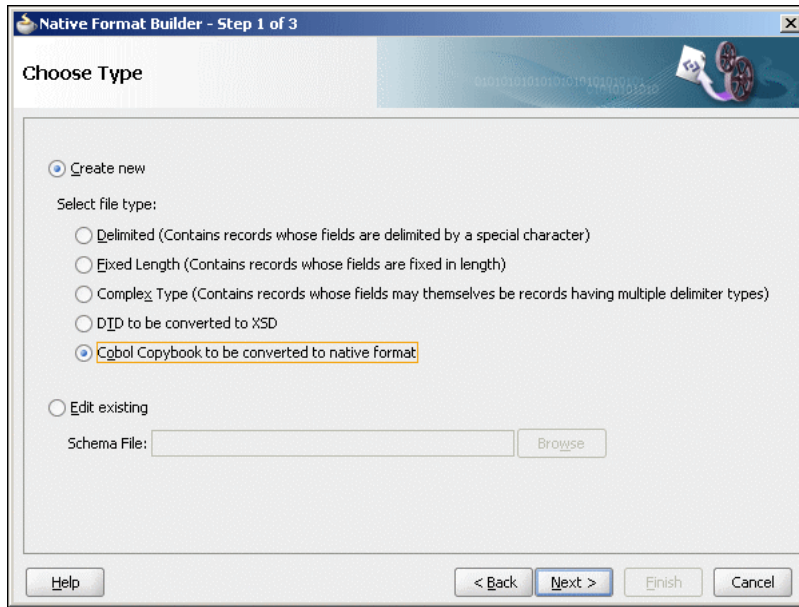 Native Format Builder - Step 1 of 3
Choose Type
Create new
Select file type:
Delimited (Contains records whose fields are delimited by a special character)
Fixed Length (Contains records whose fields are fixed in length)
Complex Type (Contains records whose fields may themselves be records having multiple delimiter types)
DTD to be converted to XSD
Cobol Copybook to be converted to native format
Edit existing
Schema File: Browse
Help < Back Next > Finish Cancel